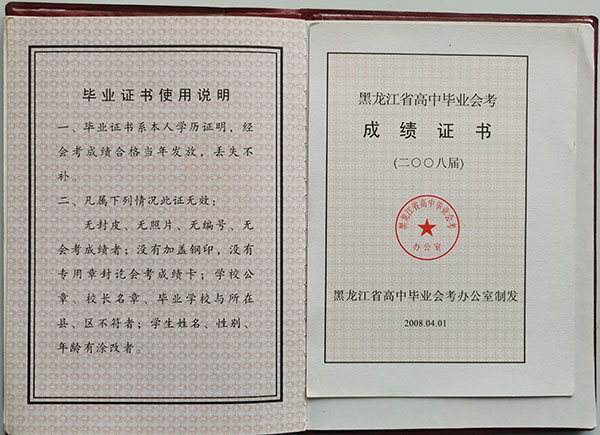 毕业证书使用说明
一、毕业证书系本人学历证明，经
会考成绩合格当年发放，丢失不
补。
二、凡属下列情况此证无效：
无封皮、无照片、无编号、无
会考成绩者；没有加盖钢印，没有
专用章封讫会考成绩卡；学校公
章、校长名章、毕业学校与所在
县、区不符者；学生姓名、性别、
年龄有涂改者。
黑龙江省高中毕业会考
成绩证书
(二〇〇八届)
黑龙江省高中毕业会考
办公室
黑龙江省高中毕业会考办公室制发
2008.04.01